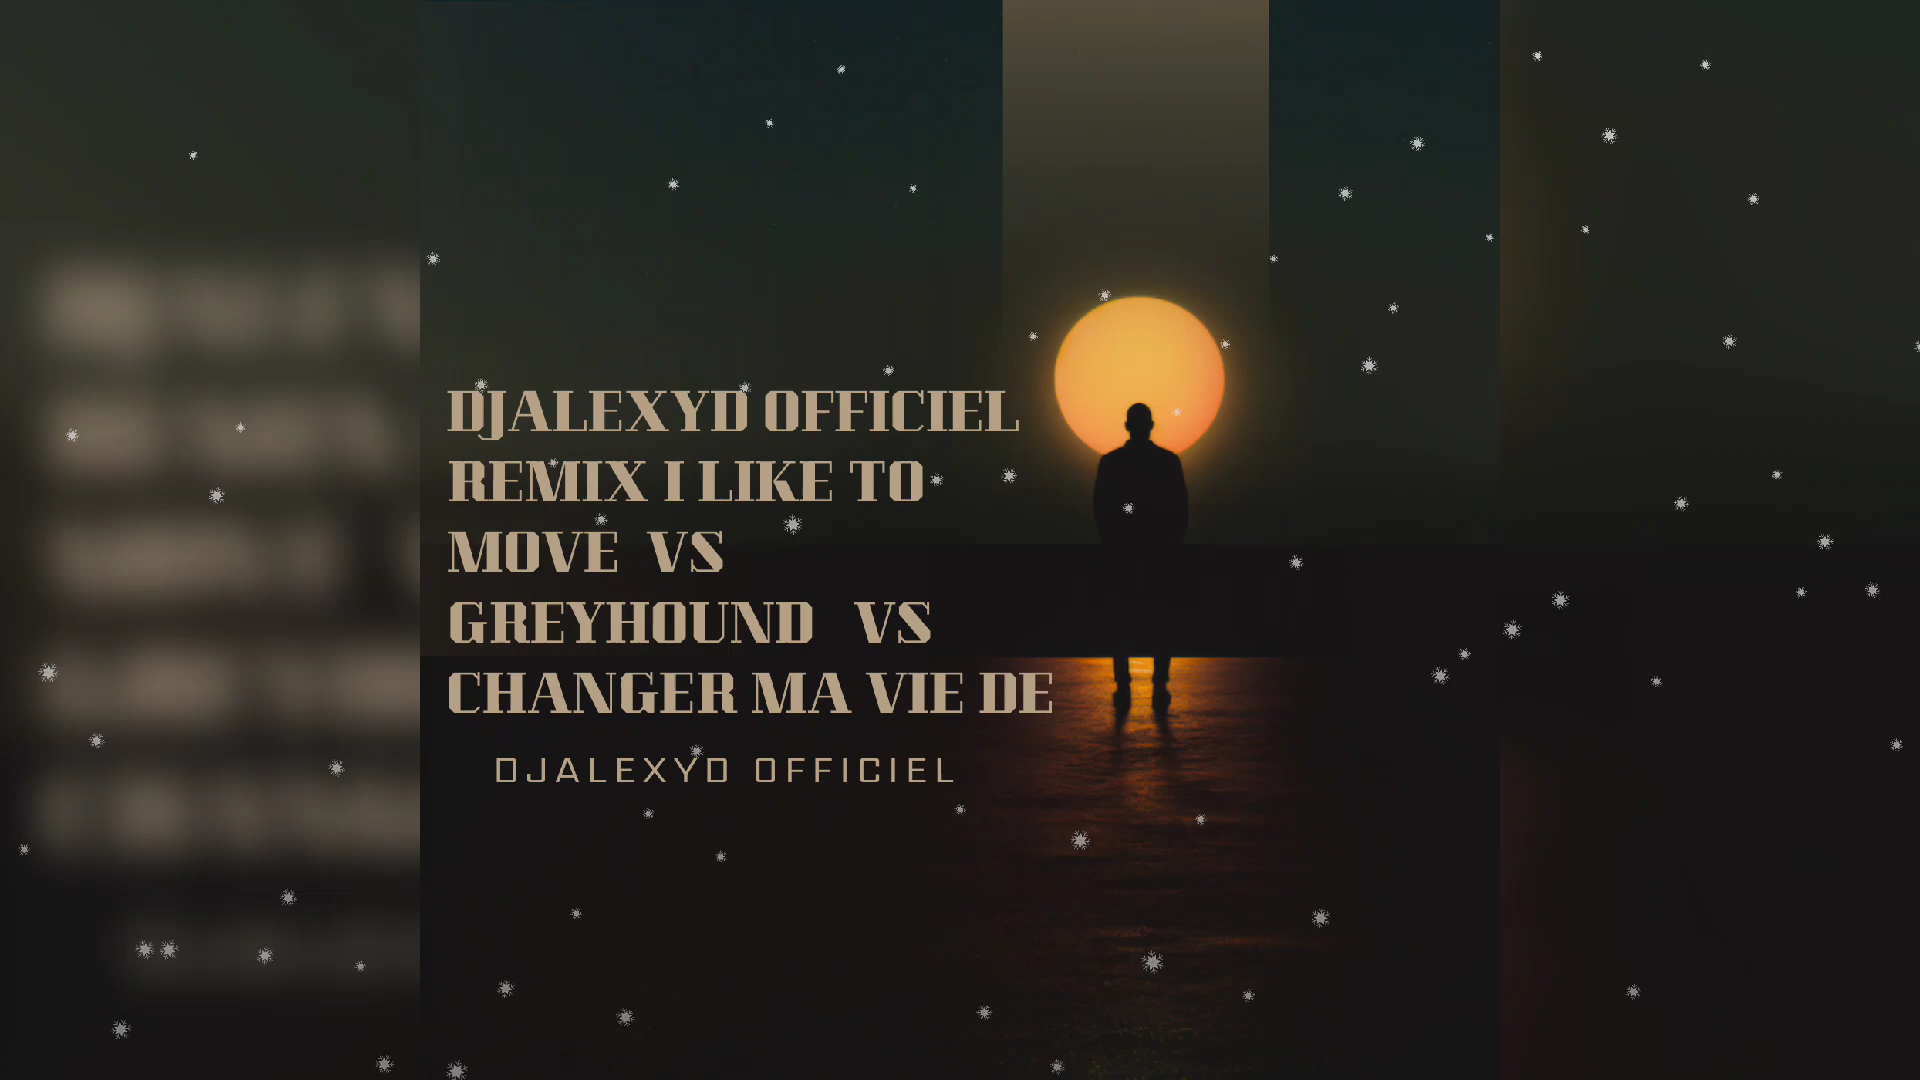 DJALEXYD OFFICIEL
REMIX I LIKE TO
MOVE VS
GREYHOUND VS
CHANGER MA VIE DE
DJALEXYD OFFICIEL